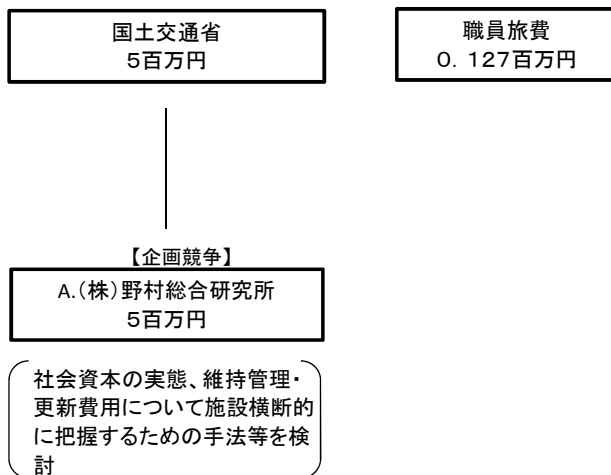 国土交通省
5百万円
職員旅費
0．127百万円
【企画競争】
A.（株）野村総合研究所
5百万円
社会資本の実態、維持管理・
更新費用について施設横断的
に把握するための手法等を検
討